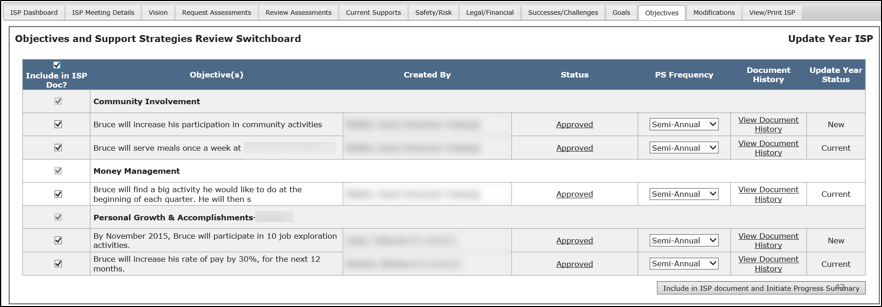 ISP Dashboard ISP Meeting Details Vision Request Assessments Review Assessments Current Supports Safety/Risk Legal/Financial Successes/Challenges Goals Objectives Modifications View/Print ISP
Objectives and Support Strategies Review Switchboard Update Year ISP
Include in ISP
Doc?
Objective(s)
Created By
Status
PS Frequency
Document
History
Update Year
Status
Community Involvement
Bruce will increase his participation in community activities Approved Semi-Annual View Document
History
New
Bruce will serve meals once a week at Approved Semi-Annual View Document
History
Current
Money Management
Bruce will find a big activity he would like to do at the
beginning of each quarter. He will then s
Approved Semi-Annual View Document
History
Current
Personal Growth & Accomplishments-
By November 2015, Bruce will participate in 10 job exploration
activities.
Approved Semi-Annual View Document
History
New
Bruce will increase his rate of pay by 30%, for the next 12
months.
Approved Semi-Annual View Document
History
Current
Include in ISP document and Initiate Progress Summary